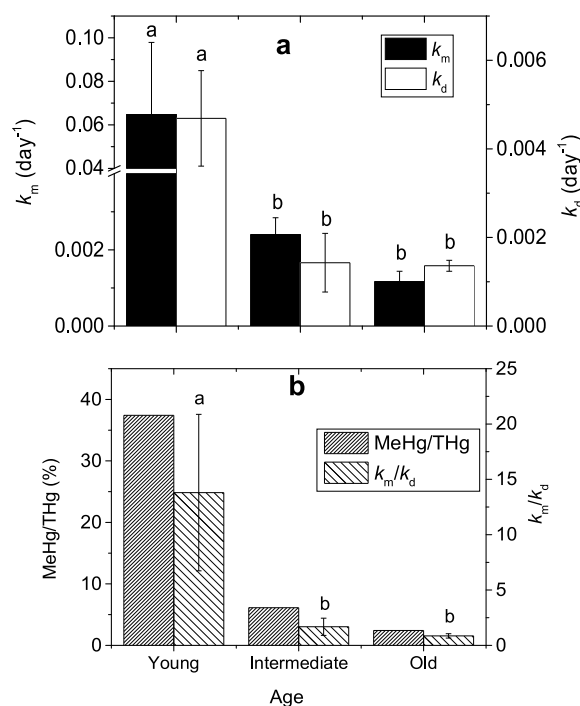 a
k_m
k_d
0.10
0.08
0.06
0.04
0.002
0.000
k_m (day⁻¹)
a
a
b
b
b
b
0.006
0.004
0.002
0.000
k_d (day⁻¹)
b
MeHg/THg
k_m/k_d
40
30
20
10
0
MeHg/THg (%)
a
b
b
25
20
15
10
5
0
k_m/k_d
Young Intermediate Old
Age